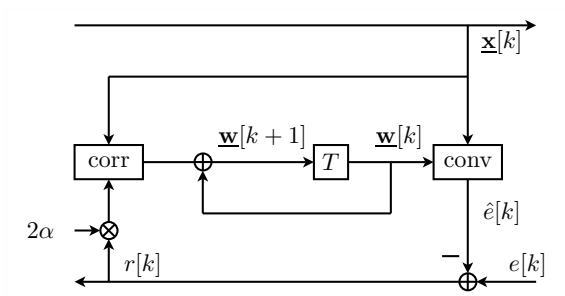 x[k]
w[k + 1]
w[k]
corr
T
conv
ê[k]
2α
−
r[k]
e[k]